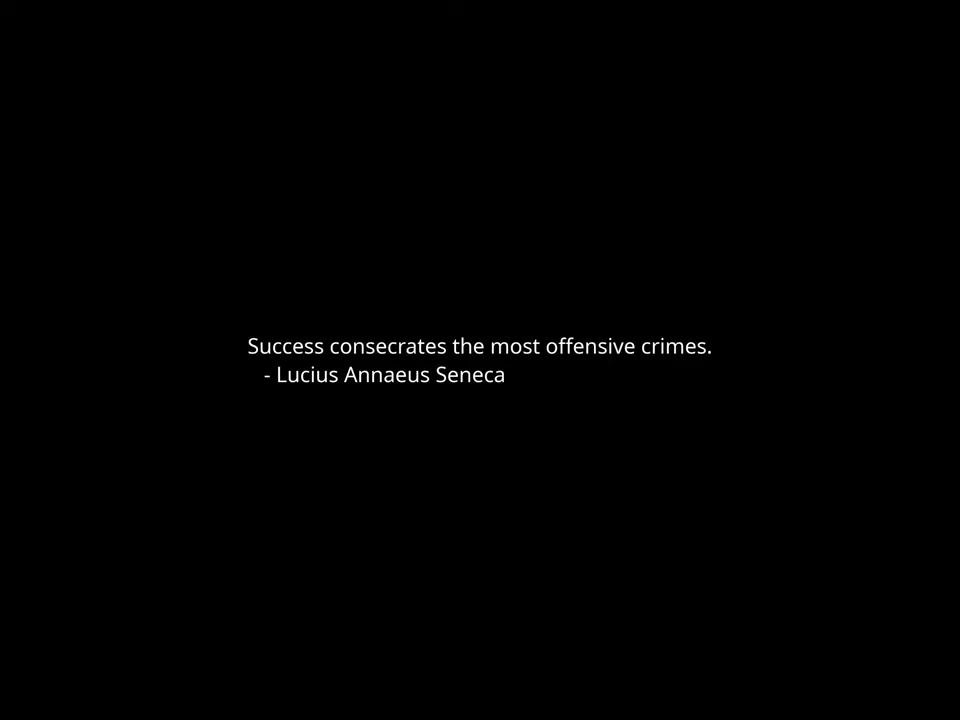 Success consecrates the most offensive crimes.
- Lucius Annaeus Seneca